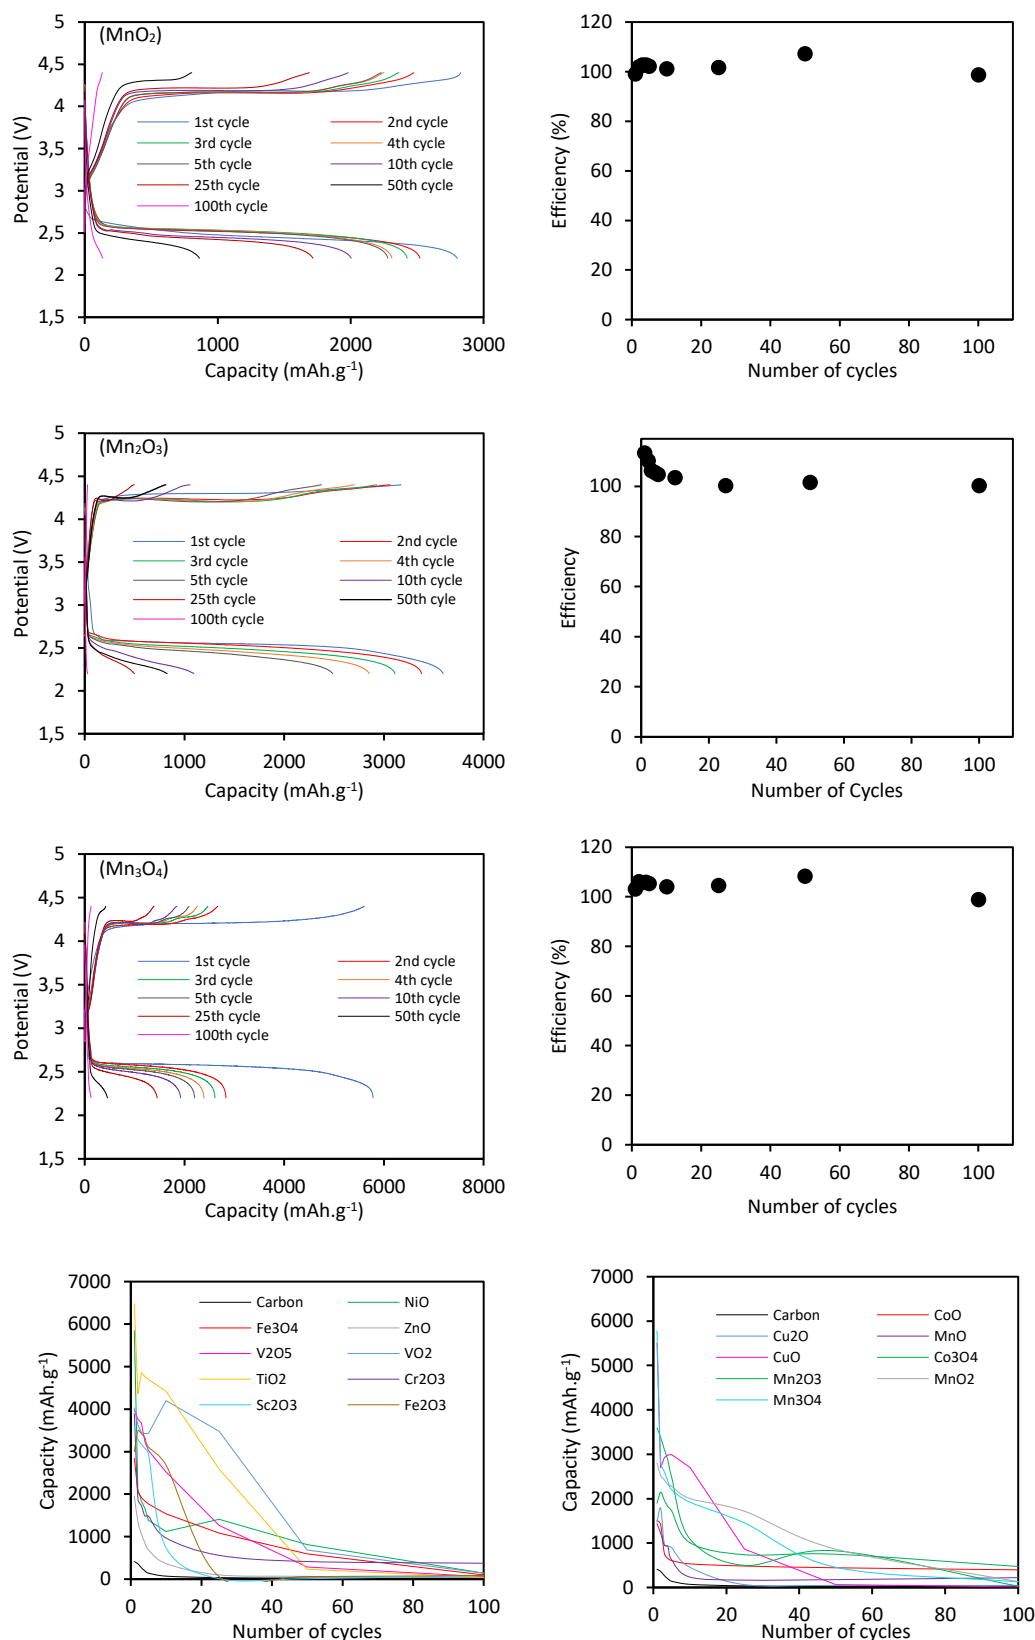 (MnO2)
5
4,5
4
3,5
3
2,5
2
1,5
Potential (V)
1st cycle
2nd cycle
3rd cycle
4th cycle
5th cycle
10th cycle
25th cycle
50th cycle
100th cycle
0
1000
2000
3000
Capacity (mAh.g-1)
120
100
80
60
40
20
0
Efficiency (%)
0
20
40
60
80
100
Number of cycles
(Mn2O3)
5
4,5
4
3,5
3
2,5
2
1,5
Potential (V)
1st cycle
2nd cycle
3rd cycle
4th cycle
5th cycle
10th cycle
25th cycle
50th cyle
100th cycle
0
1000
2000
3000
4000
Capacity (mAh.g-1)
100
80
60
40
20
0
Efficiency
0
20
40
60
80
100
Number of Cycles
(Mn3O4)
5
4,5
4
3,5
3
2,5
2
1,5
Potential (V)
1st cycle
2nd cycle
3rd cycle
4th cycle
5th cycle
10th cycle
25th cycle
50th cycle
100th cycle
0
2000
4000
6000
8000
Capacity (mAh.g-1)
120
100
80
60
40
20
0
Efficiency (%)
0
20
40
60
80
100
Number of cycles
7000
6000
5000
4000
3000
2000
1000
0
Capacity (mAh.g-1)
Carbon
NiO
Fe3O4
ZnO
V2O5
VO2
TiO2
Cr2O3
Sc2O3
Fe2O3
0
20
40
60
80
100
Number of cycles
7000
6000
5000
4000
3000
2000
1000
0
Capacity (mAh.g-1)
Carbon
CoO
Cu2O
MnO
CuO
Co3O4
Mn2O3
MnO2
Mn3O4
0
20
40
60
80
100
Number of cycles